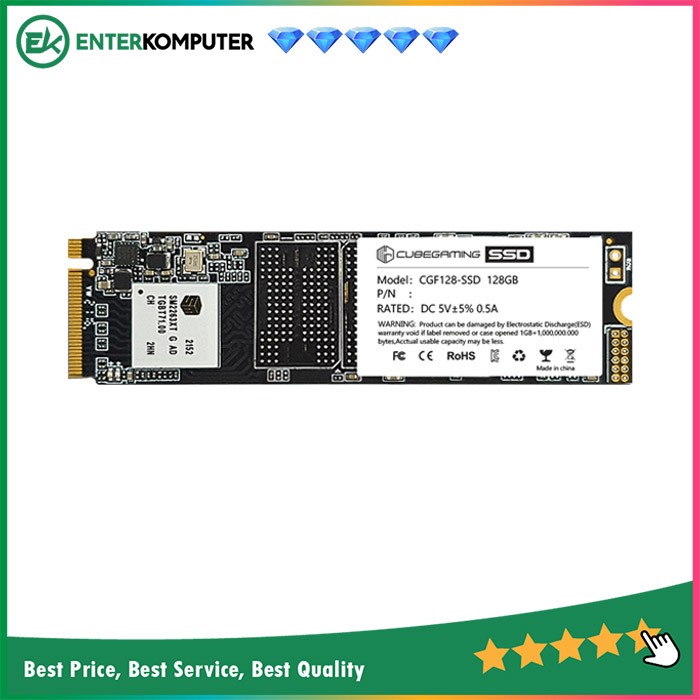 EK ENTERKOMPUTER
CUBEGAMING SSD
Model: CGF128-SSD 128GB
P/N :
RATED: DC 5V±5% 0.5A
WARNING: Product can be damaged by Electrostatic Discharge(ESD)
warranty void if label removed or case opened 1GB=1,000,000.000
bytes,Acctual usable capacity may be less.
CE RoHS
Made in china
SM2263XT G AD
TGBT71.00 2152
CH 2NN
Best Price, Best Service, Best Quality